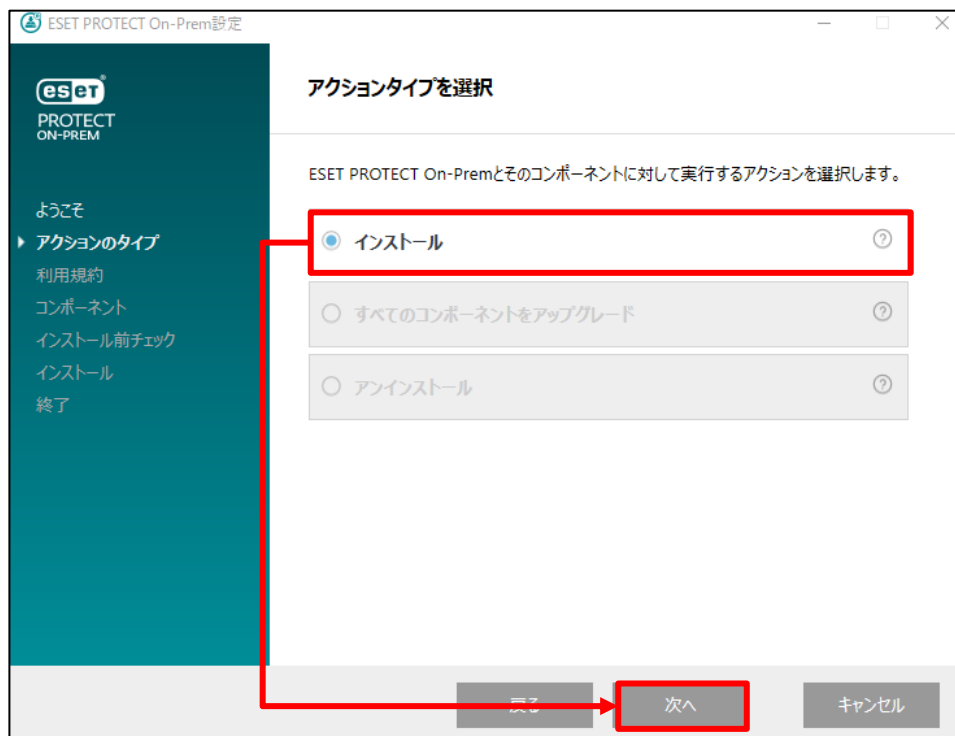 ESET PROTECT On-Prem設定
eseT
PROTECT
ON-PREM
ようこそ
アクションのタイプ
利用規約
コンポーネント
インストール前チェック
インストール
終了
アクションタイプを選択
ESET PROTECT On-Premとそのコンポーネントに対して実行するアクションを選択します。
インストール
すべてのコンポーネントをアップグレード
アンインストール
戻る 次へ キャンセル